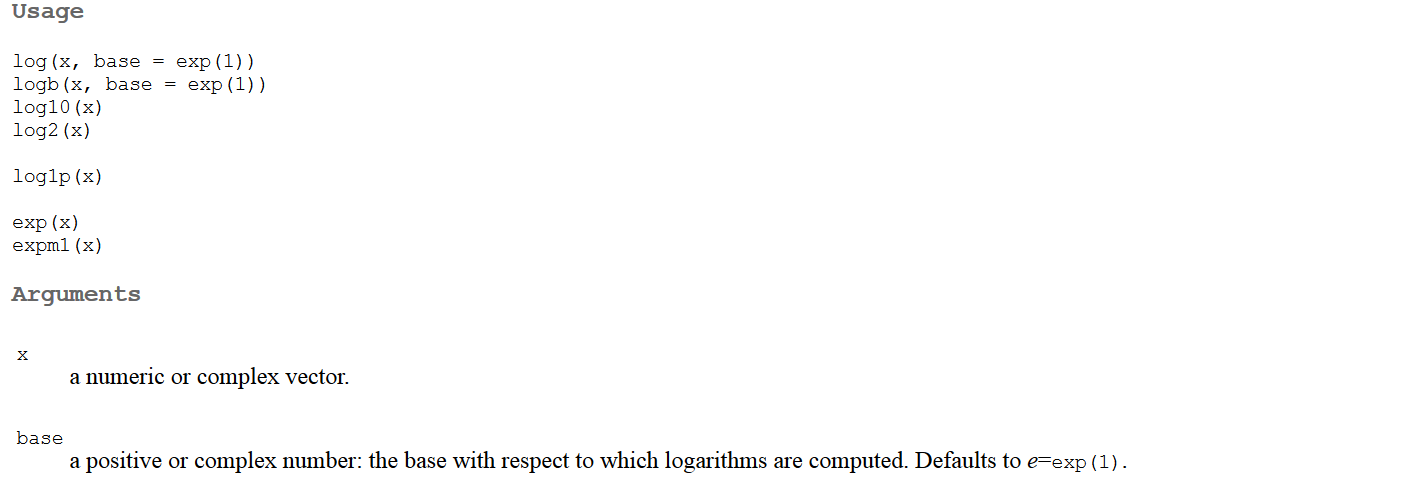 Usage
log(x, base = exp(1))
logb(x, base = exp(1))
log10(x)
log2(x)
log1p(x)
exp(x)
expm1(x)
Arguments
x
a numeric or complex vector.
base
a positive or complex number: the base with respect to which logarithms are computed. Defaults to e=exp(1).